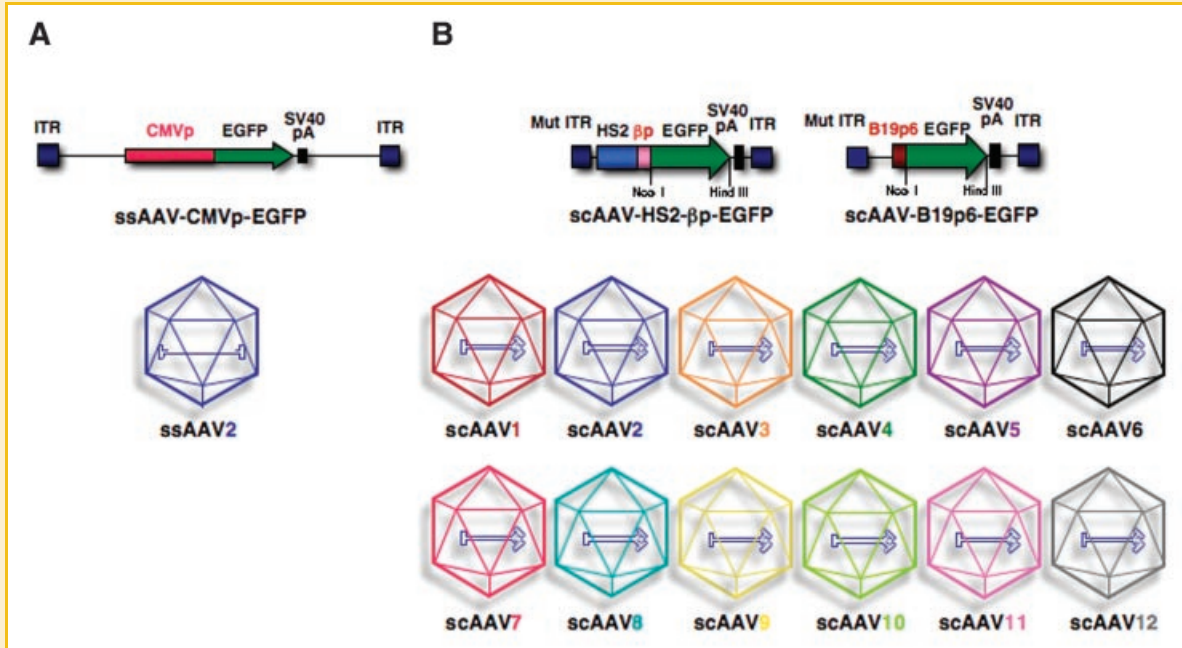 A
B
ITR CMVp EGFP SV40 pA ITR
ssAAV-CMVp-EGFP
Mut ITR HS2 βp EGFP SV40 pA ITR
Nco I Hind III
scAAV-HS2-βp-EGFP
Mut ITR B19p6 EGFP SV40 pA ITR
Nco I Hind III
scAAV-B19p6-EGFP
ssAAV2
scAAV1 scAAV2 scAAV3 scAAV4 scAAV5 scAAV6
scAAV7 scAAV8 scAAV9 scAAV10 scAAV11 scAAV12